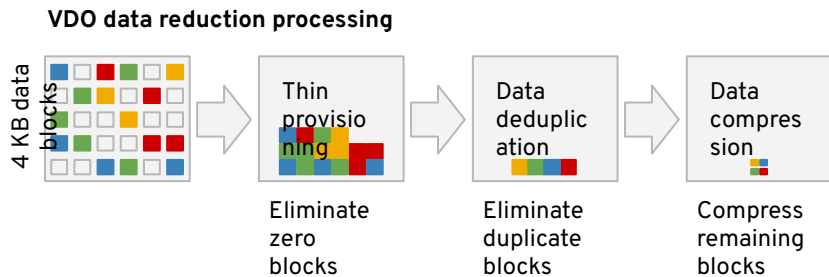 VDO data reduction processing
4 KB data
blocks
Thin
provisio
ning
Data
deduplic
ation
Data
compres
sion
Eliminate
zero
blocks
Eliminate
duplicate
blocks
Compress
remaining
blocks